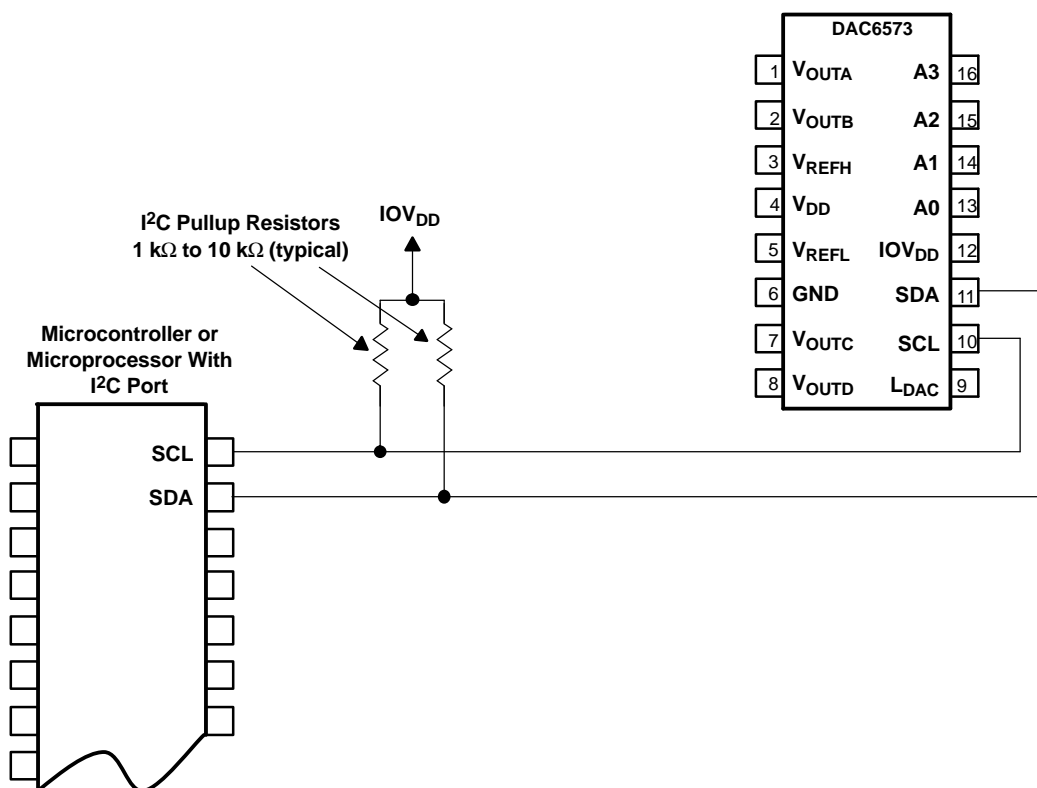 DAC6573
1 VOUTA A3 16
2 VOUTB A2 15
3 VREFH A1 14
4 VDD A0 13
5 VREFL IOVDD 12
6 GND SDA 11
7 VOUTC SCL 10
8 VOUTD LDAC 9
I2C Pullup Resistors
1 kΩ to 10 kΩ (typical)
IOVDD
Microcontroller or
Microprocessor With
I2C Port
SCL
SDA